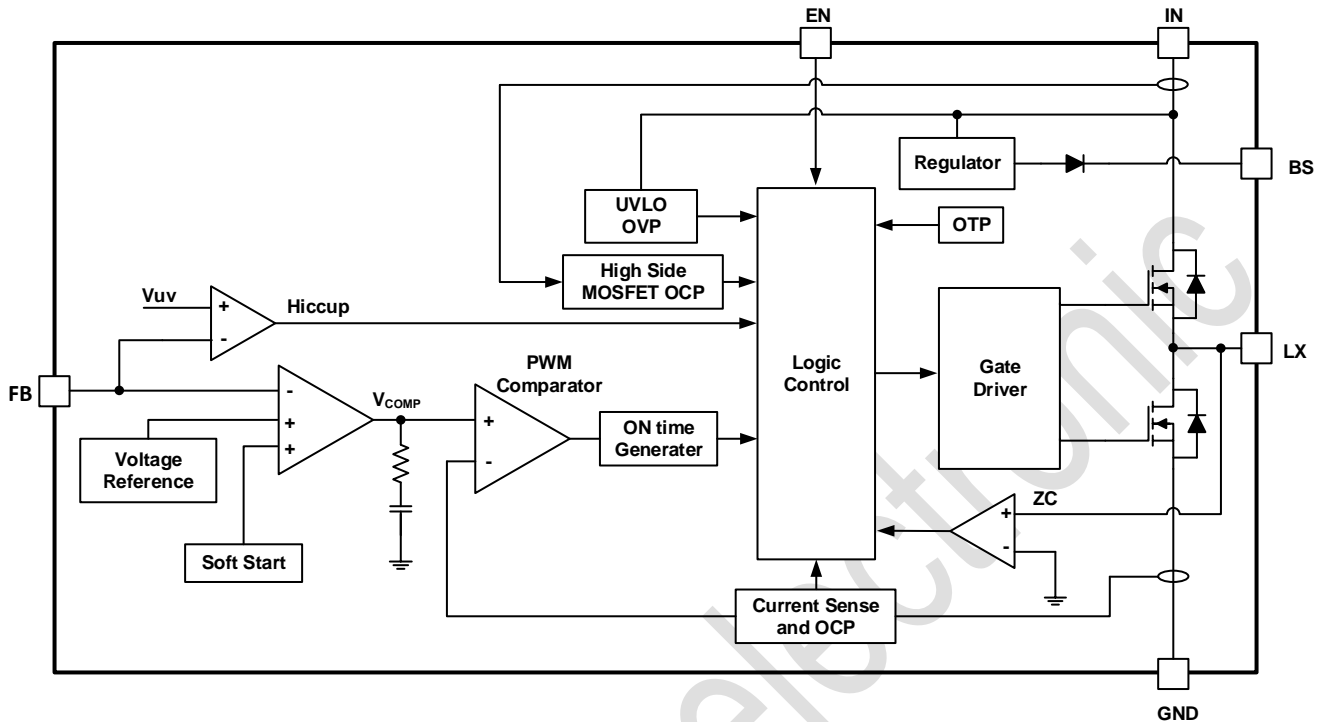 EN
IN
Regulator
BS
UVLO
OVP
OTP
High Side
MOSFET OCP
Vuv
+
-
Hiccup
Logic
Control
Gate
Driver
LX
FB
-
+
+
VCOMP
PWM
Comparator
+
-
ON time
Generater
Voltage
Reference
Soft Start
ZC
+
-
Current Sense
and OCP
GND
electronic